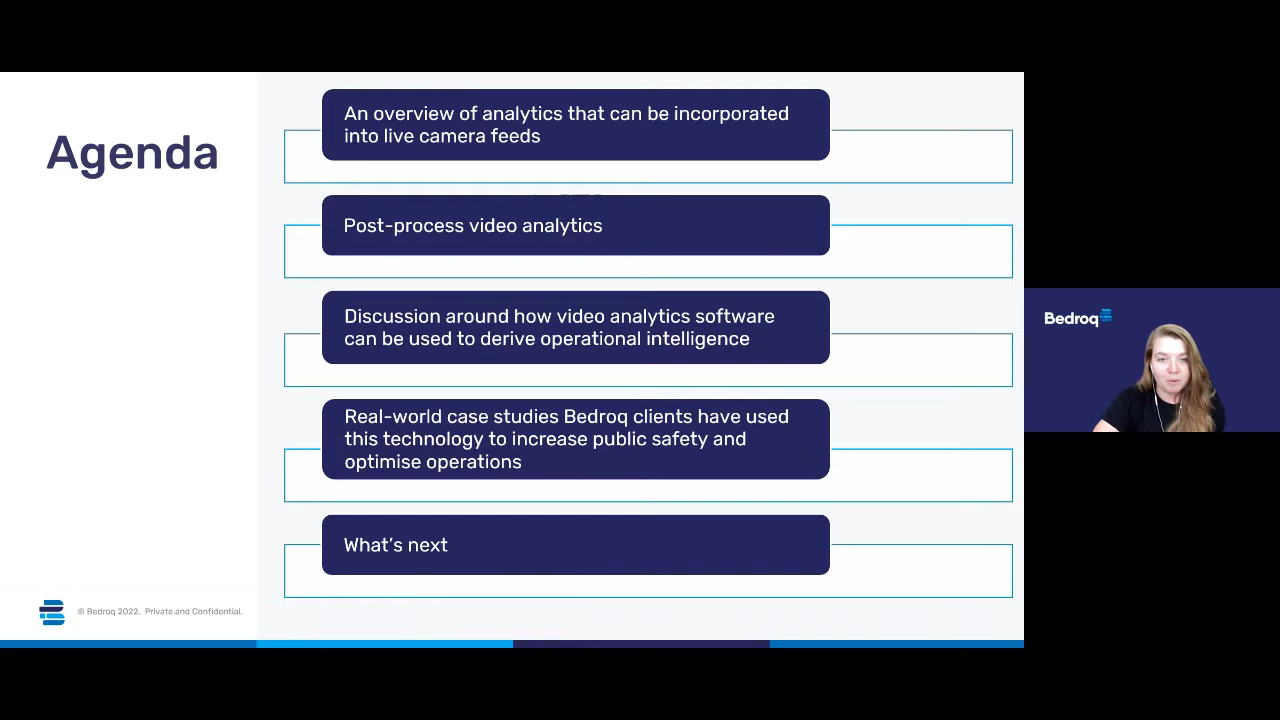 Agenda
An overview of analytics that can be incorporated
into live camera feeds
Post-process video analytics
Discussion around how video analytics software
can be used to derive operational intelligence
Real-world case studies Bedroq clients have used
this technology to increase public safety and
optimise operations
What's next
© Bedroq 2022. Private and Confidential.
Bedroq